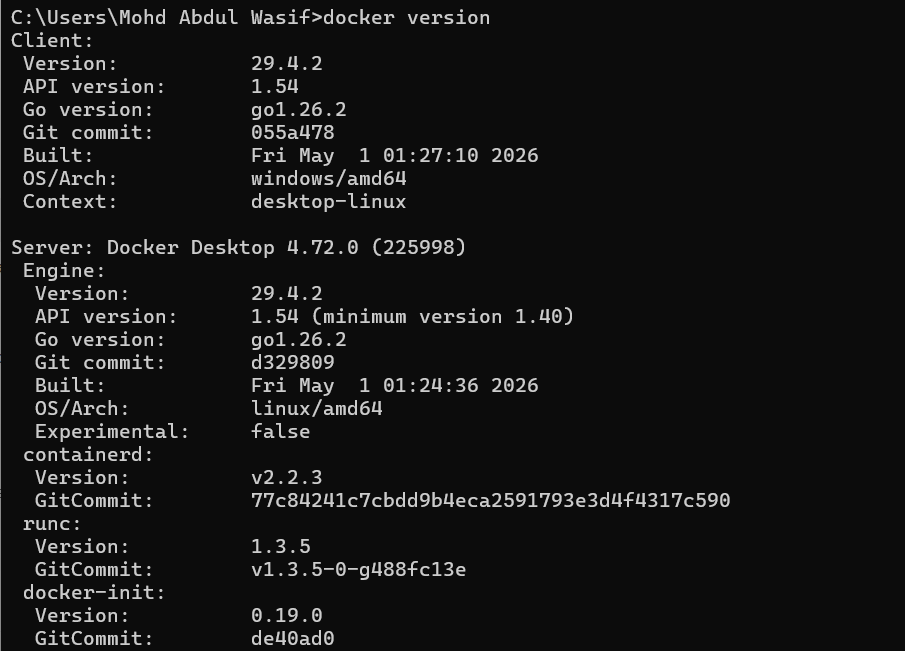 C:\Users\Mohd Abdul Wasif>docker version
Client:
 Version:           29.4.2
 API version:       1.54
 Go version:        go1.26.2
 Git commit:        055a478
 Built:             Fri May  1 01:27:10 2026
 OS/Arch:           windows/amd64
 Context:           desktop-linux

Server: Docker Desktop 4.72.0 (225998)
 Engine:
  Version:          29.4.2
  API version:      1.54 (minimum version 1.40)
  Go version:       go1.26.2
  Git commit:       d329809
  Built:            Fri May  1 01:24:36 2026
  OS/Arch:          linux/amd64
  Experimental:     false
 containerd:
  Version:          v2.2.3
  GitCommit:        77c84241c7cbdd9b4eca2591793e3d4f4317c590
 runc:
  Version:          1.3.5
  GitCommit:        v1.3.5-0-g488fc13e
 docker-init:
  Version:          0.19.0
  GitCommit:        de40ad0